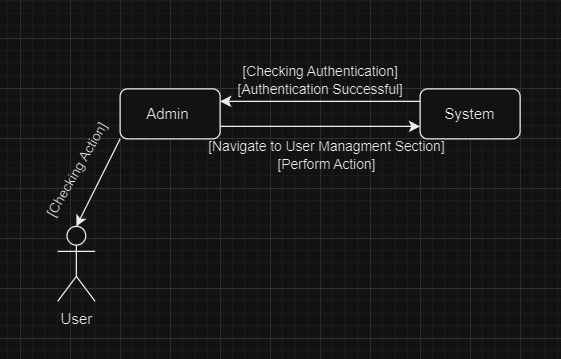 [Checking Authentication]
[Authentication Successful]
Admin
System
[Navigate to User Managment Section]
[Perform Action]
[Checking Action]
User